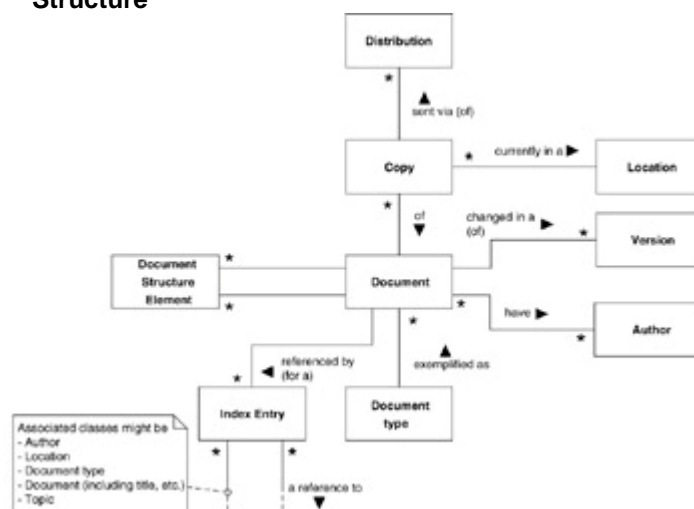 Structure
Distribution
*
sent via (of)
Copy
*
currently in a
Location
*
of
changed in a
(of)
*
Version
Document
Structure
Element
*
*
Document
*
*
have
*
Author
referenced by
(for a)
*
exemplified as
*
Index Entry
Document
type
Associated classes might be
- Author
- Location
- Document type
- Document (including title, etc.)
- Topic
*
*
a reference to